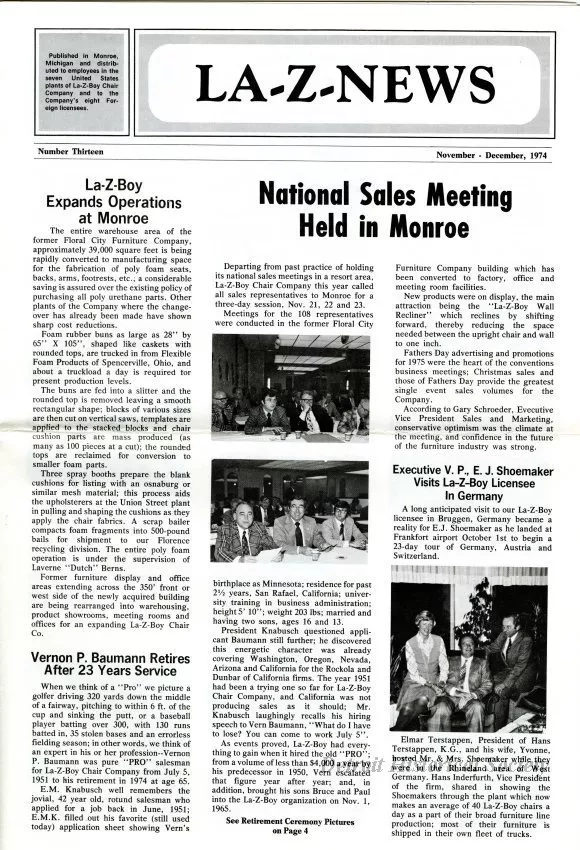 Published in Monroe,
Michigan and distrib-
uted to employees in the
seven United States
plants of La-Z-Boy Chair
Company and to the
Company's eight For-
eign licensees.
LA-Z-NEWS
Number Thirteen
November - December, 1974
La-Z-Boy
Expands Operations
at Monroe
The entire warehouse area of the
former Floral City Furniture Company,
approximately 39,000 square feet is being
rapidly converted to manufacturing space
for the fabrication of poly foam seats,
backs, arms, footrests, etc., a considerable
saving is assured over the existing policy of
purchasing all poly urethane parts. Other
plants of the Company where the change-
over has already been made have shown
sharp cost reductions.
Foam rubber buns as large as 28" by
65" X 105", shaped like caskets with
rounded tops, are trucked in from Flexible
Foam Products of Spencerville, Ohio, and
about a truckload a day is required for
present production levels.
The buns are fed into a slitter and the
rounded top is removed leaving a smooth
rectangular shape; blocks of various sizes
are then cut on vertical saws, templates are
applied to the stacked blocks and chair
cushion parts are mass produced (as
many as 100 pieces at a cut); the rounded
tops are reclaimed for conversion to
smaller foam parts.
Three spray booths prepare the blank
cushions for listing with an osnaburg or
similar mesh material; this process aids
the upholsterers at the Union Street plant
in pulling and shaping the cushions as they
apply the chair fabrics. A scrap bailer
compacts foam fragments into 500-pound
bails for shipment to our Florence
recycling division. The entire poly foam
operation is under the supervision of
Laverne "Dutch" Berns.
Former furniture display and office
areas extending across the 350' front or
west side of the newly acquired building
are being rearranged into warehousing,
product showrooms, meeting rooms and
offices for an expanding La-Z-Boy Chair
Co.
Vernon P. Baumann Retires
After 23 Years Service
When we think of a "Pro" we picture a
golfer driving 320 yards down the middle
of a fairway, pitching to within 6 ft. of the
cup and sinking the putt, or a baseball
player batting over 300, with 130 runs
batted in, 35 stolen bases and an errorless
fielding season; in other words, we think of
an expert in his or her profession--Vernon
P. Baumann was pure "PRO" salesman
for La-Z-Boy Chair Company from July 5,
1951 to his retirement in 1974 at age 65.
E.M. Knabusch well remembers the
jovial, 42 year old, rotund salesman who
applied for a job back in June, 1951;
E.M.K. filled out his favorite (still used
today) application sheet showing Vern's
National Sales Meeting
Held in Monroe
Departing from past practice of holding
its national sales meetings in a resort area,
La-Z-Boy Chair Company this year called
all sales representatives to Monroe for a
three-day session, Nov. 21, 22 and 23.
Meetings for the 108 representatives
were conducted in the former Floral City
birthplace as Minnesota; residence for past
2½ years, San Rafael, California; univer-
sity training in business administration;
height 5' 10"; weight 203 lbs; married and
having two sons, ages 16 and 13.
President Knabusch questioned appli-
cant Baumann still further; he discovered
this energetic character was already
covering Washington, Oregon, Nevada,
Arizona and California for the Rockola and
Dunbar of California firms. The year 1951
had been a trying one so far for La-Z-Boy
Chair Company, and California was not
producing sales as it should; Mr.
Knabusch laughingly recalls his hiring
speech to Vern Baumann, "What do I have
to lose? You can come to work July 5".
As events proved, La-Z-Boy had every-
thing to gain when it hired the old "PRO";
from a volume of less than $4,000 a year by
his predecessor in 1950, Vern escalated
that figure year after year; and, in
addition, brought his sons Bruce and Paul
into the La-Z-Boy organization on Nov. 1,
1965.
See Retirement Ceremony Pictures
on Page 4
Furniture Company building which has
been converted to factory, office and
meeting room facilities.
New products were on display, the main
attraction being the "La-Z-Boy Wall
Recliner" which reclines by shifting
forward, thereby reducing the space
needed between the upright chair and wall
to one inch.
Fathers Day advertising and promotions
for 1975 were the heart of the conventions
business meetings; Christmas sales and
those of Fathers Day provide the greatest
single event sales volumes for the
Company.
According to Gary Schroeder, Executive
Vice President Sales and Marketing,
conservative optimism was the climate at
the meeting, and confidence in the future
of the furniture industry was strong.
Executive V. P., E. J. Shoemaker
Visits La-Z-Boy Licensee
In Germany
A long anticipated visit to our La-Z-Boy
licensee in Bruggen, Germany became a
reality for E.J. Shoemaker as he landed at
Frankfort airport October 1st to begin a
23-day tour of Germany, Austria and
Switzerland.
Elmar Terstappen, President of Hans
Terstappen, K.G., and his wife, Yvonne,
hosted Mr. & Mrs. Shoemaker while they
were in the Rhineland area of West
Germany. Hans Inderfurth, Vice President
of the firm, shared in showing the
Shoemakers through the plant which now
makes an average of 40 La-Z-Boy chairs a
day as a part of their broad furniture line
production; most of their furniture is
shipped in their own fleet of trucks.